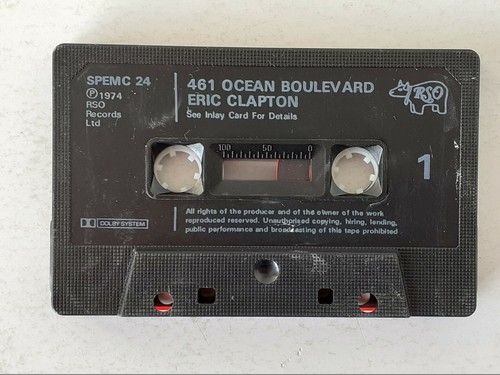 SPEMC 24
℗ 1974
RSO
Records
Ltd
461 OCEAN BOULEVARD
ERIC CLAPTON
See Inlay Card For Details
RSO
100 50 0
1
DOLBY SYSTEM
All rights of the producer and of the owner of the work
reproduced reserved. Unauthorised copying, hiring, lending,
public performance and broadcasting of this tape prohibited